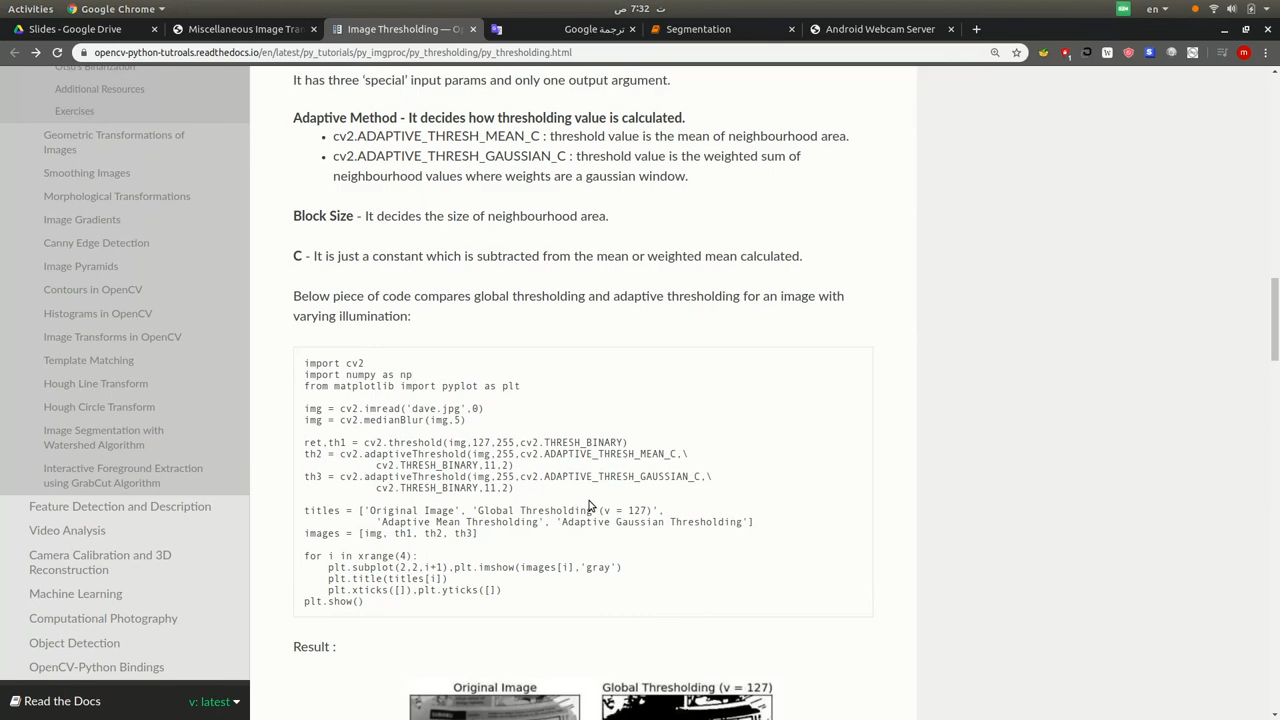 Activities
Google Chrome
ت 7:32 ص
en
Slides - Google Drive
Miscellaneous Image Tran
Image Thresholding — O
ترجمة Google
Segmentation
Android Webcam Server
opencv-python-tutroals.readthedocs.io/en/latest/py_tutorials/py_imgproc/py_thresholding/py_thresholding.html
Otsu's Binarization
Additional Resources
Exercises
Geometric Transformations of
Images
Smoothing Images
Morphological Transformations
Image Gradients
Canny Edge Detection
Image Pyramids
Contours in OpenCV
Histograms in OpenCV
Image Transforms in OpenCV
Template Matching
Hough Line Transform
Hough Circle Transform
Image Segmentation with
Watershed Algorithm
Interactive Foreground Extraction
using GrabCut Algorithm
Feature Detection and Description
Video Analysis
Camera Calibration and 3D
Reconstruction
Machine Learning
Computational Photography
Object Detection
OpenCV-Python Bindings
Read the Docs
v: latest
It has three ‘special’ input params and only one output argument.
Adaptive Method - It decides how thresholding value is calculated.
• cv2.ADAPTIVE_THRESH_MEAN_C : threshold value is the mean of neighbourhood area.
• cv2.ADAPTIVE_THRESH_GAUSSIAN_C : threshold value is the weighted sum of
neighbourhood values where weights are a gaussian window.
Block Size - It decides the size of neighbourhood area.
C - It is just a constant which is subtracted from the mean or weighted mean calculated.
Below piece of code compares global thresholding and adaptive thresholding for an image with
varying illumination:
import cv2
import numpy as np
from matplotlib import pyplot as plt
img = cv2.imread('dave.jpg',0)
img = cv2.medianBlur(img,5)
ret,th1 = cv2.threshold(img,127,255,cv2.THRESH_BINARY)
th2 = cv2.adaptiveThreshold(img,255,cv2.ADAPTIVE_THRESH_MEAN_C,\
cv2.THRESH_BINARY,11,2)
th3 = cv2.adaptiveThreshold(img,255,cv2.ADAPTIVE_THRESH_GAUSSIAN_C,\
cv2.THRESH_BINARY,11,2)
titles = ['Original Image', 'Global Thresholding (v = 127)',
'Adaptive Mean Thresholding', 'Adaptive Gaussian Thresholding']
images = [img, th1, th2, th3]
for i in xrange(4):
plt.subplot(2,2,i+1),plt.imshow(images[i],'gray')
plt.title(titles[i])
plt.xticks([]),plt.yticks([])
plt.show()
Result :
Original Image
Global Thresholding (v = 127)